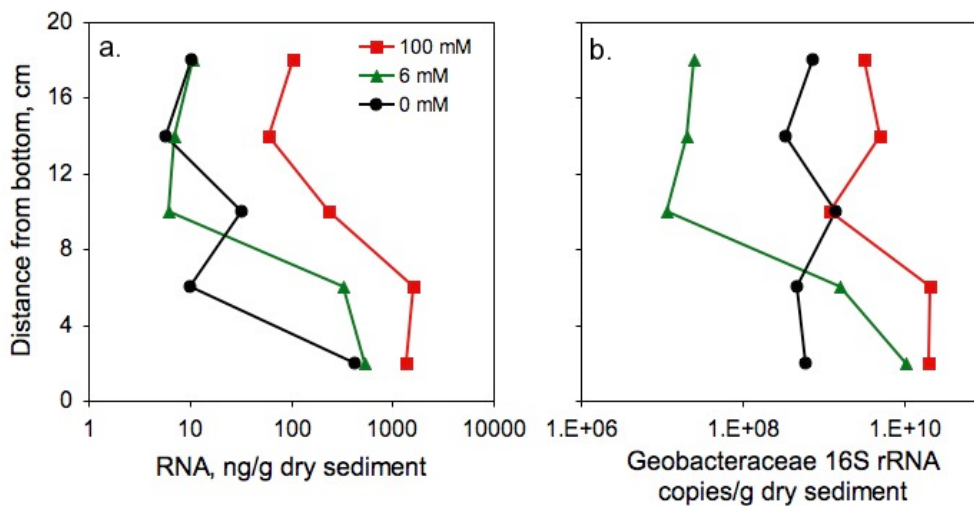 20
16
12
8
4
0
Distance from bottom, cm
a.
100 mM
6 mM
0 mM
1 10 100 1000 10000
RNA, ng/g dry sediment
b.
1.E+06 1.E+08 1.E+10
Geobacteraceae 16S rRNA
copies/g dry sediment